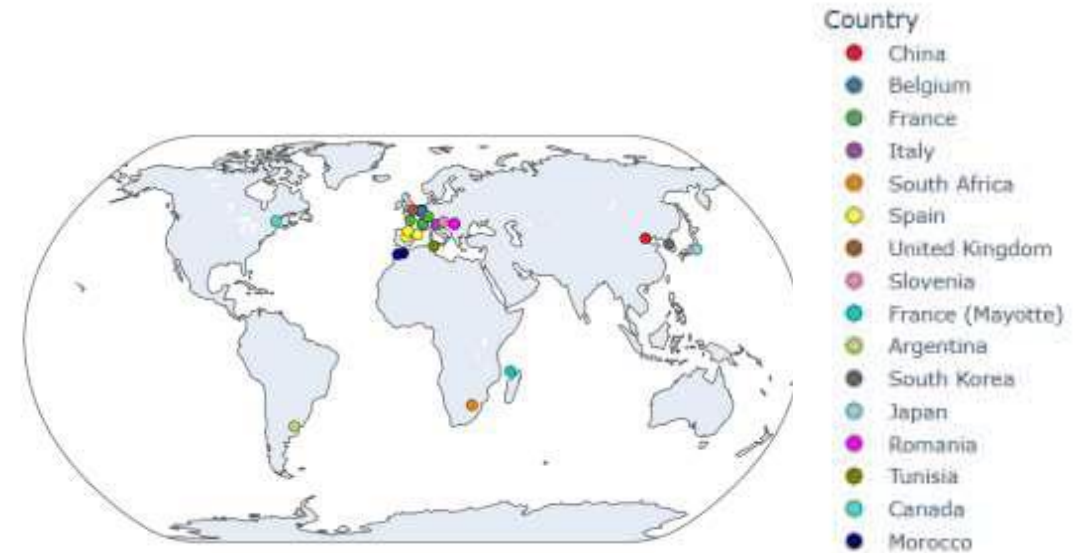 Country
China
Belgium
France
Italy
South Africa
Spain
United Kingdom
Slovenia
France (Mayotte)
Argentina
South Korea
Japan
Romania
Tunisia
Canada
Morocco